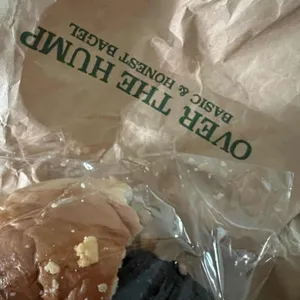 OVER THE HUMP
BASIC & HONEST BAGEL